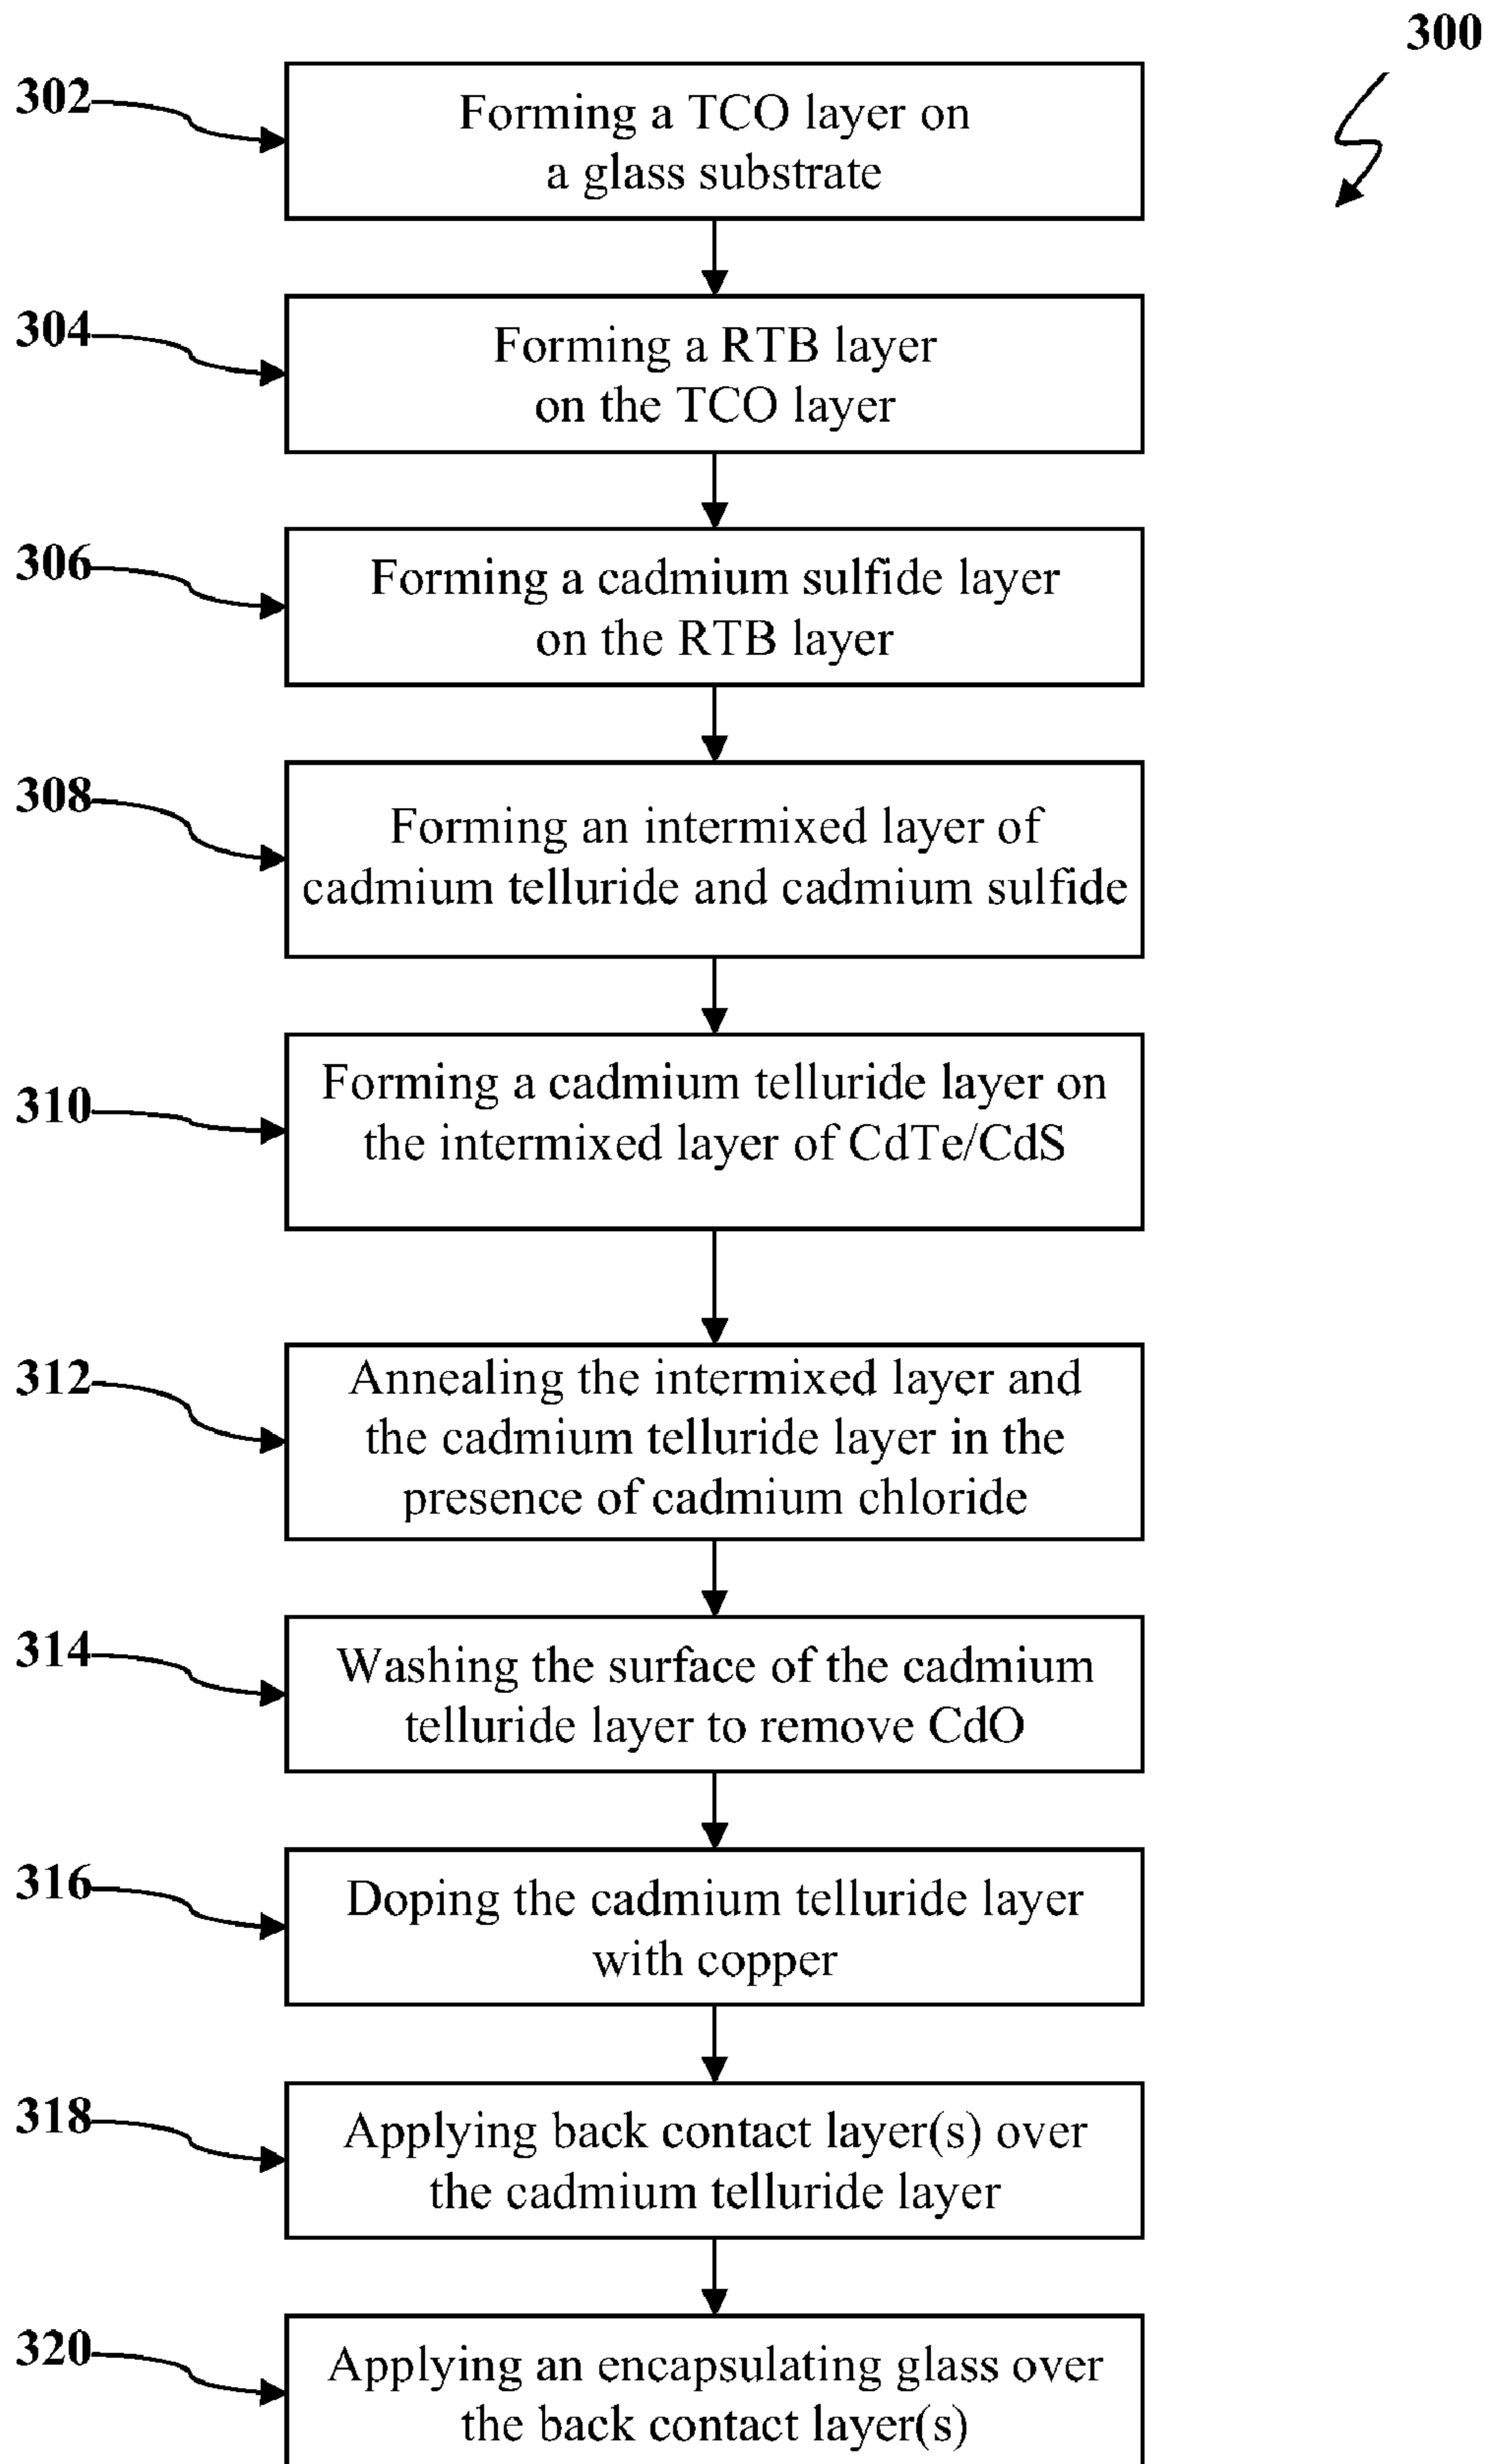 300
302
Forming a TCO layer on
a glass substrate
304
Forming a RTB layer
on the TCO layer
306
Forming a cadmium sulfide layer
on the RTB layer
308
Forming an intermixed layer of
cadmium telluride and cadmium sulfide
310
Forming a cadmium telluride layer on
the intermixed layer of CdTe/CdS
312
Annealing the intermixed layer and
the cadmium telluride layer in the
presence of cadmium chloride
314
Washing the surface of the cadmium
telluride layer to remove CdO
316
Doping the cadmium telluride layer
with copper
318
Applying back contact layer(s) over
the cadmium telluride layer
320
Applying an encapsulating glass over
the back contact layer(s)